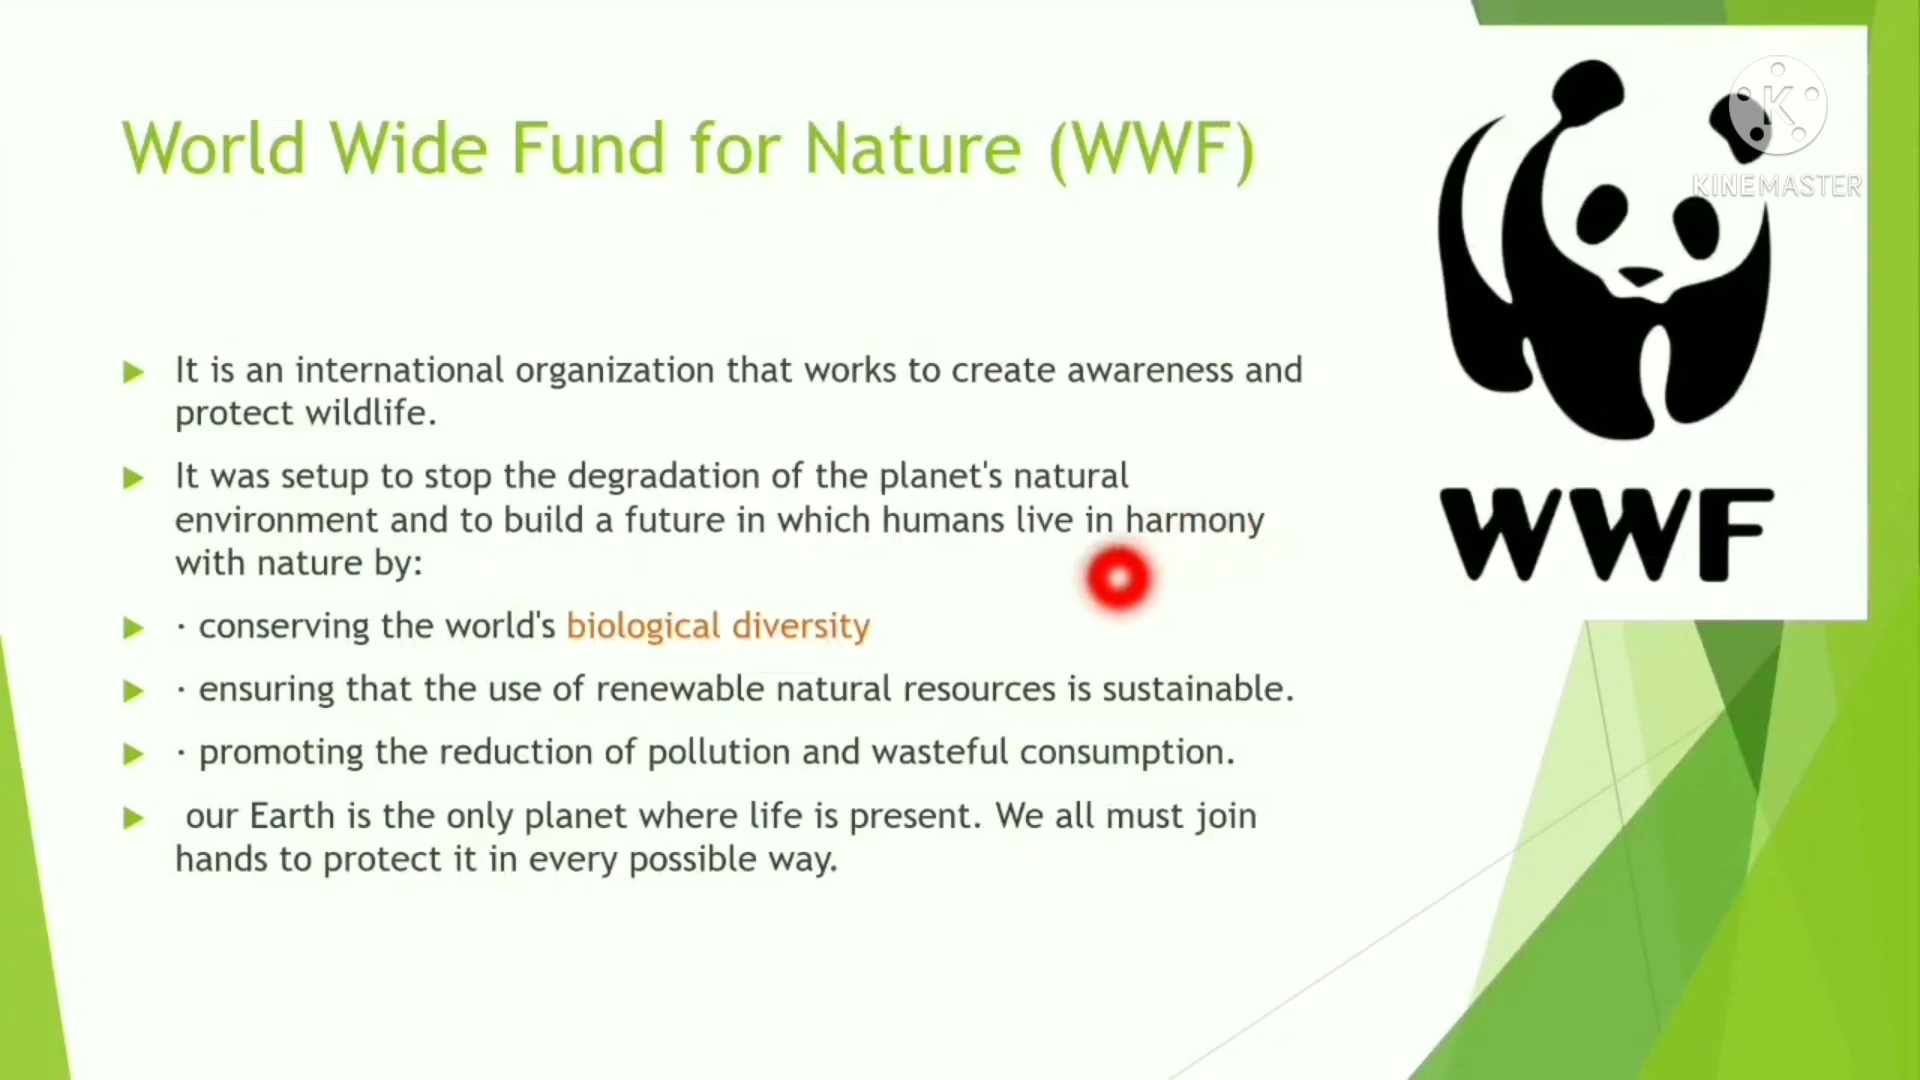 World Wide Fund for Nature (WWF)
K
KINEMASTER
It is an international organization that works to create awareness and
protect wildlife.
It was setup to stop the degradation of the planet's natural
environment and to build a future in which humans live in harmony
with nature by:
· conserving the world's biological diversity
· ensuring that the use of renewable natural resources is sustainable.
· promoting the reduction of pollution and wasteful consumption.
our Earth is the only planet where life is present. We all must join
hands to protect it in every possible way.
WWF